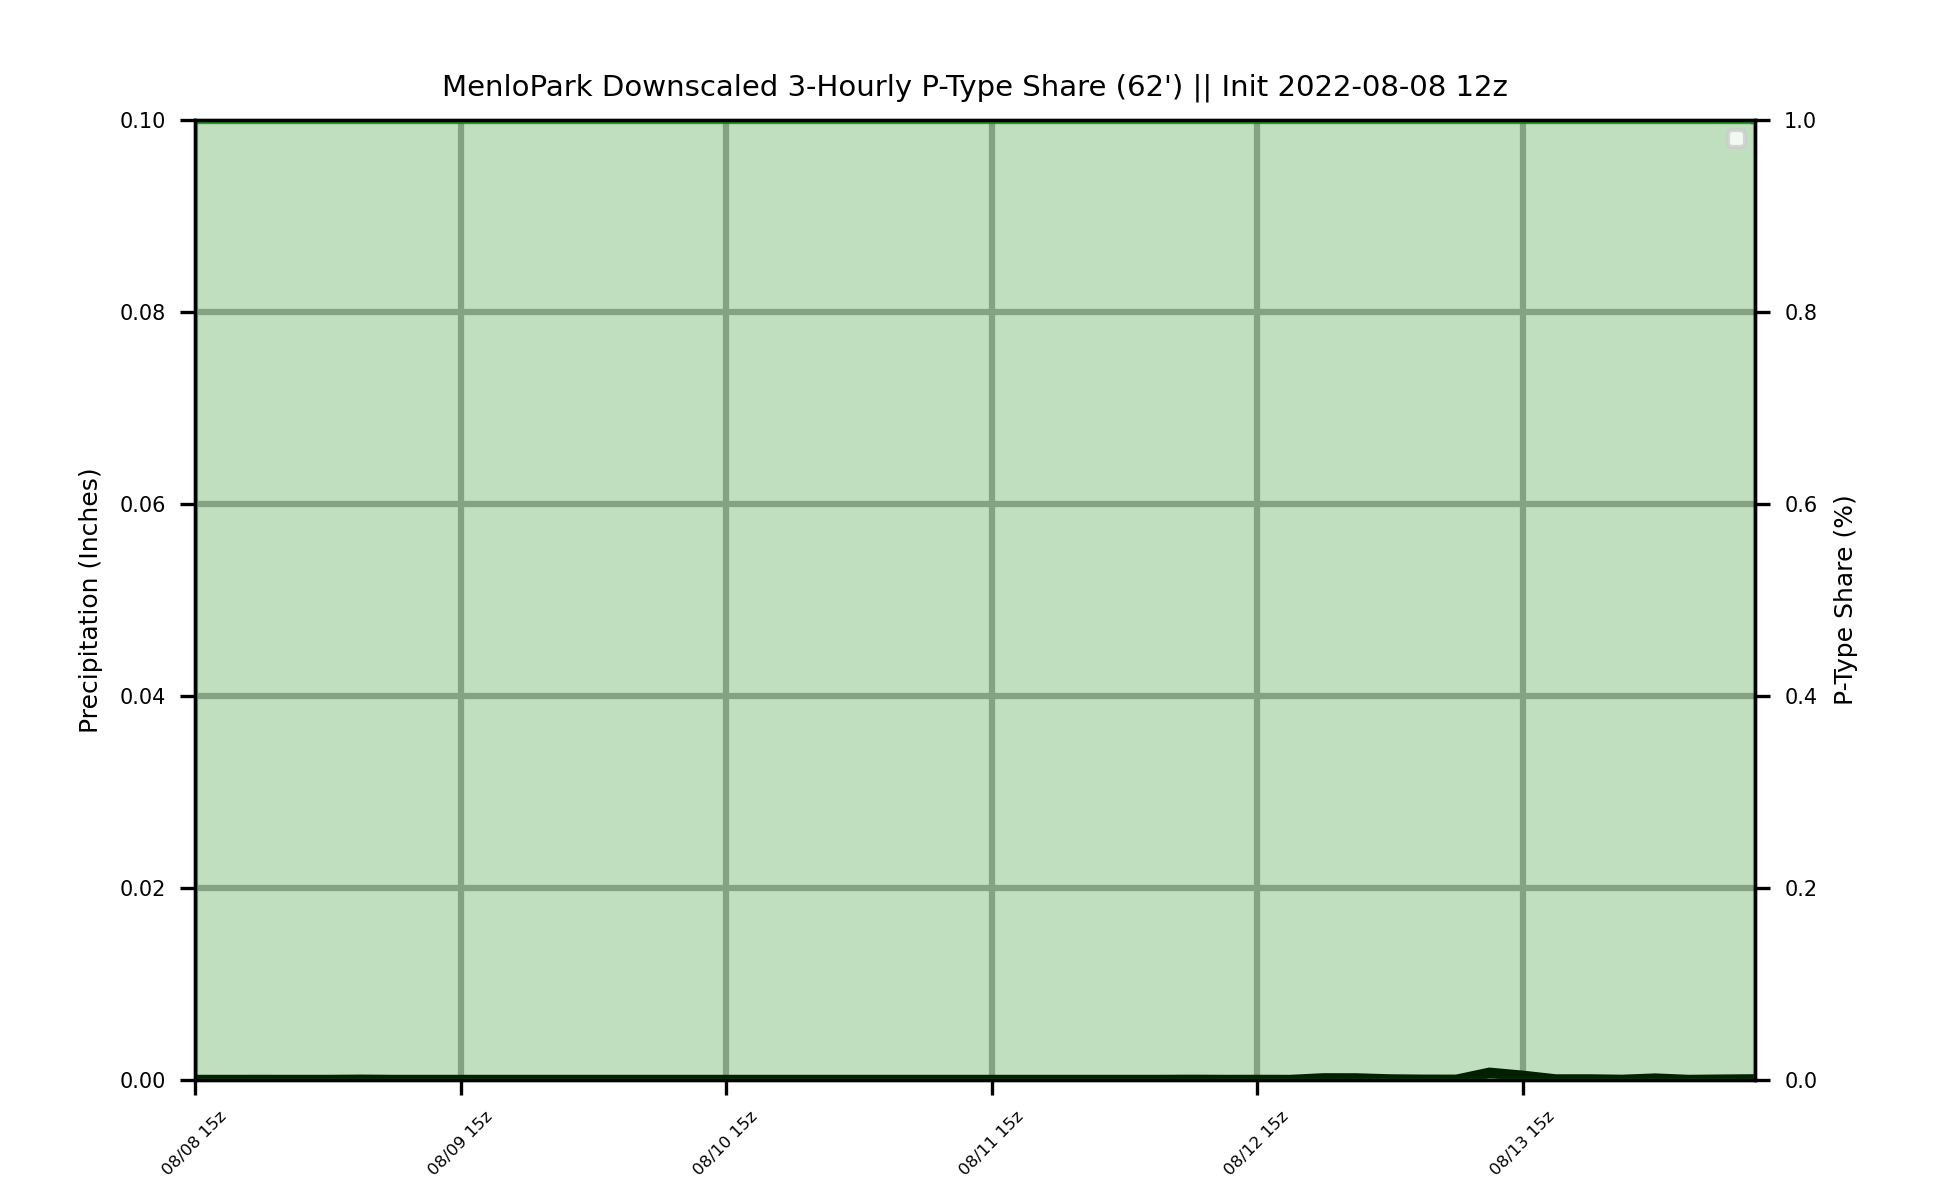 MenloPark Downscaled 3-Hourly P-Type Share (62') || Init 2022-08-08 12z
0.10
0.08
0.06
0.04
0.02
0.00
Precipitation (Inches)
1.0
0.8
0.6
0.4
0.2
0.0
P-Type Share (%)
08/08 15z
08/09 15z
08/10 15z
08/11 15z
08/12 15z
08/13 15z